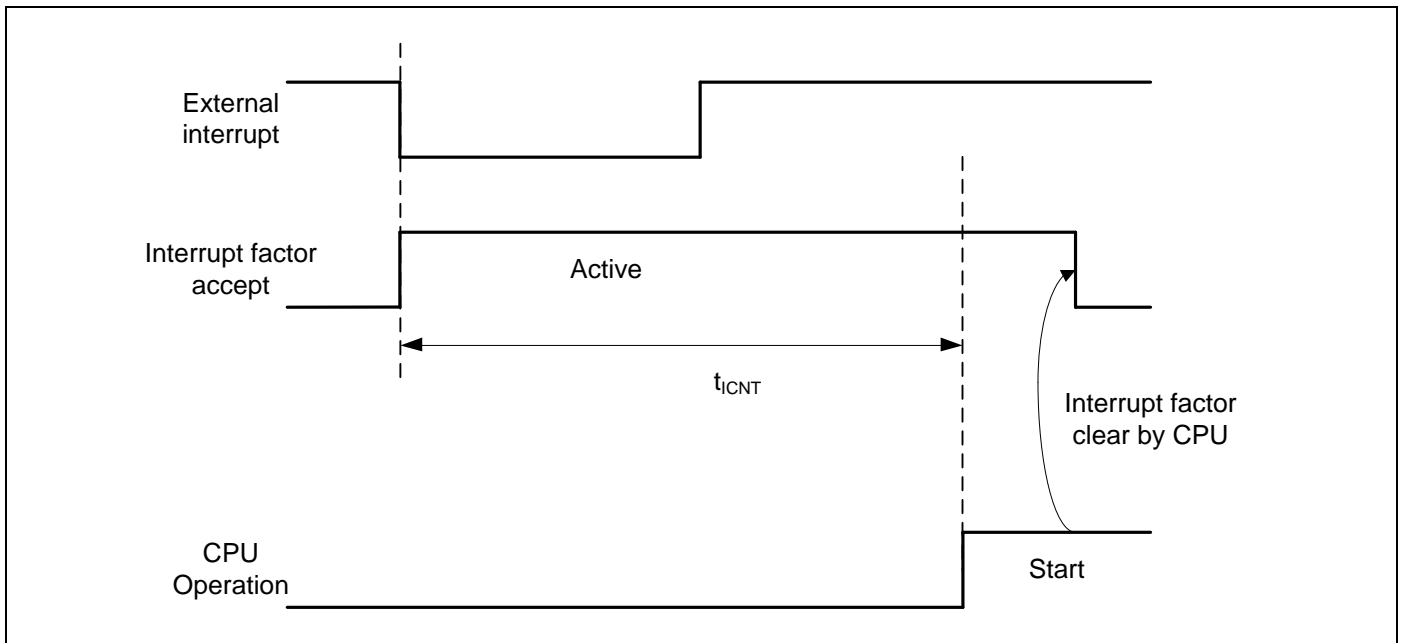 External
interrupt
Interrupt factor
accept
Active
tICNT
Interrupt factor
clear by CPU
CPU
Operation
Start